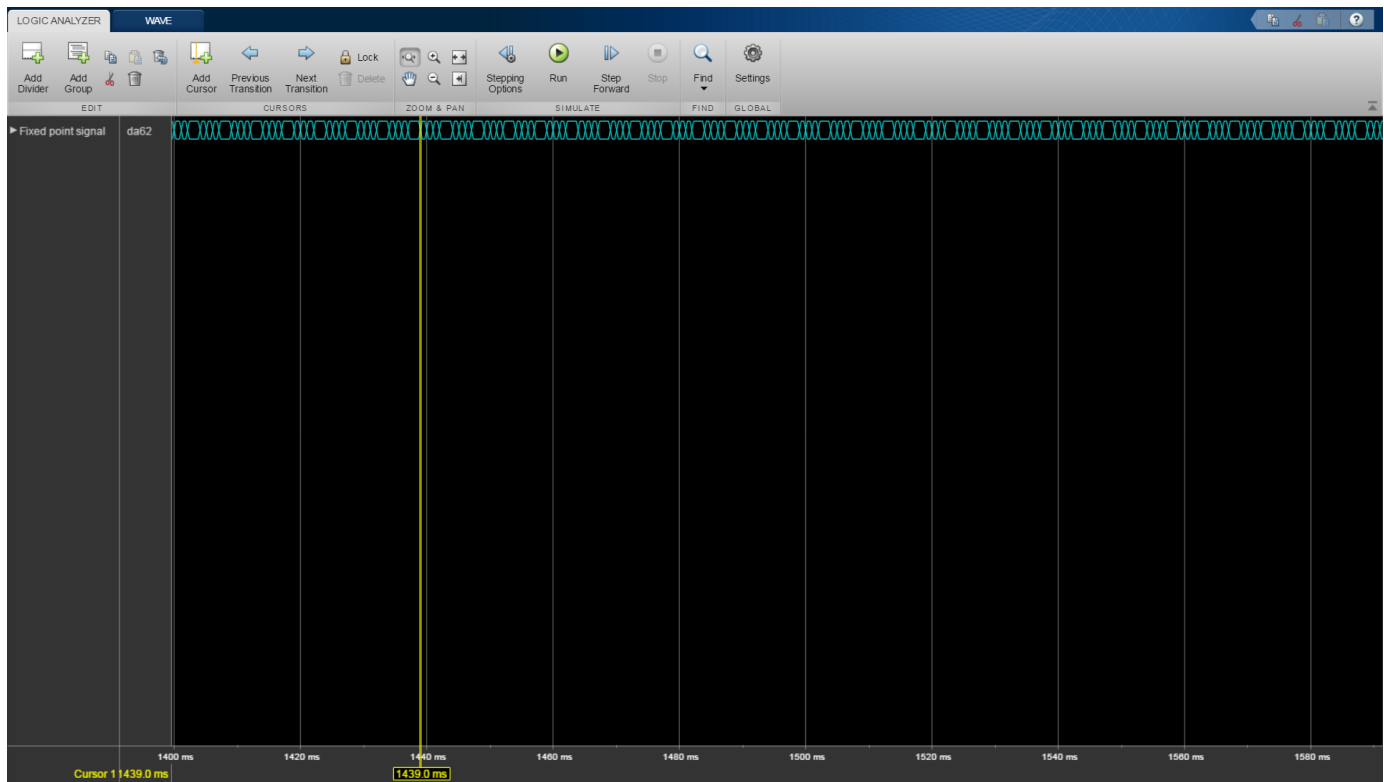 LOGIC ANALYZER WAVE
?
Add Divider
Add Group
Add Cursor
Previous Transition
Next Transition
Lock
Delete
Stepping Options
Run
Step Forward
Stop
Find
Settings
EDIT CURSORS ZOOM & PAN SIMULATE FIND GLOBAL
Fixed point signal da62
1400 ms 1420 ms 1440 ms 1460 ms 1480 ms 1500 ms 1520 ms 1540 ms 1560 ms 1580 ms
Cursor 1 1439.0 ms 1439.0 ms